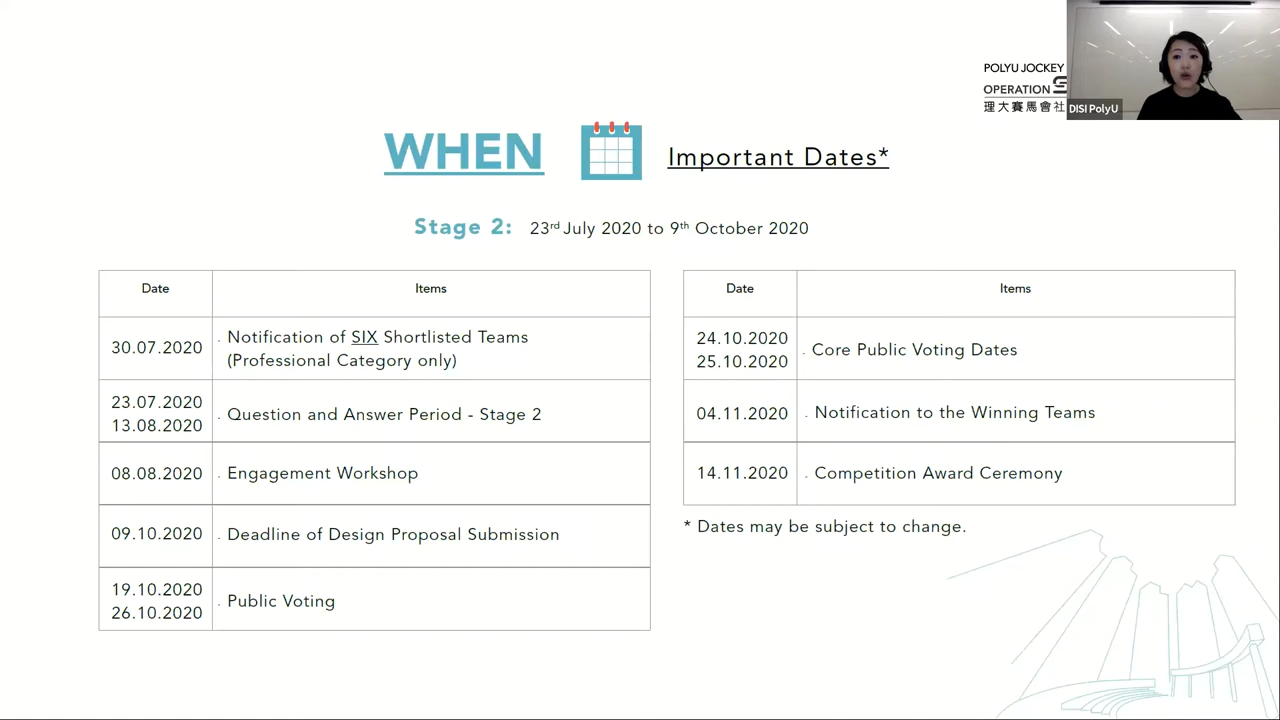 POLYU JOCKEY
OPERATION
理大賽馬會社
DISI PolyU
WHEN
Important Dates*
Stage 2: 23rd July 2020 to 9th October 2020
Date Items
30.07.2020 . Notification of SIX Shortlisted Teams
(Professional Category only)
23.07.2020
13.08.2020 . Question and Answer Period - Stage 2
08.08.2020 . Engagement Workshop
09.10.2020 . Deadline of Design Proposal Submission
19.10.2020
26.10.2020 . Public Voting
Date Items
24.10.2020
25.10.2020 . Core Public Voting Dates
04.11.2020 . Notification to the Winning Teams
14.11.2020 . Competition Award Ceremony
* Dates may be subject to change.